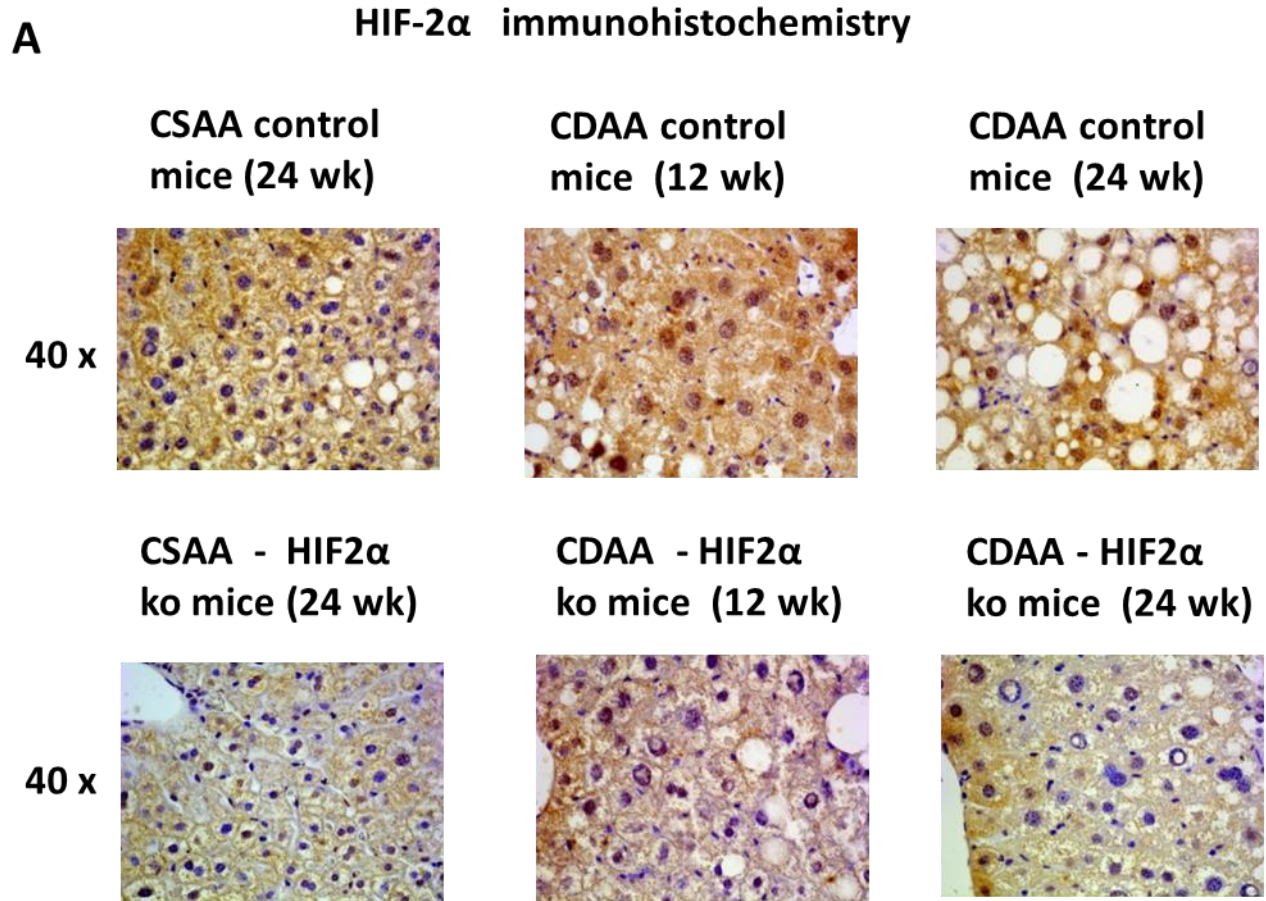 A
HIF-2α immunohistochemistry
CSAA control
mice (24 wk)
CDAA control
mice (12 wk)
CDAA control
mice (24 wk)
40 x
CSAA - HIF2α
ko mice (24 wk)
CDAA - HIF2α
ko mice (12 wk)
CDAA - HIF2α
ko mice (24 wk)
40 x